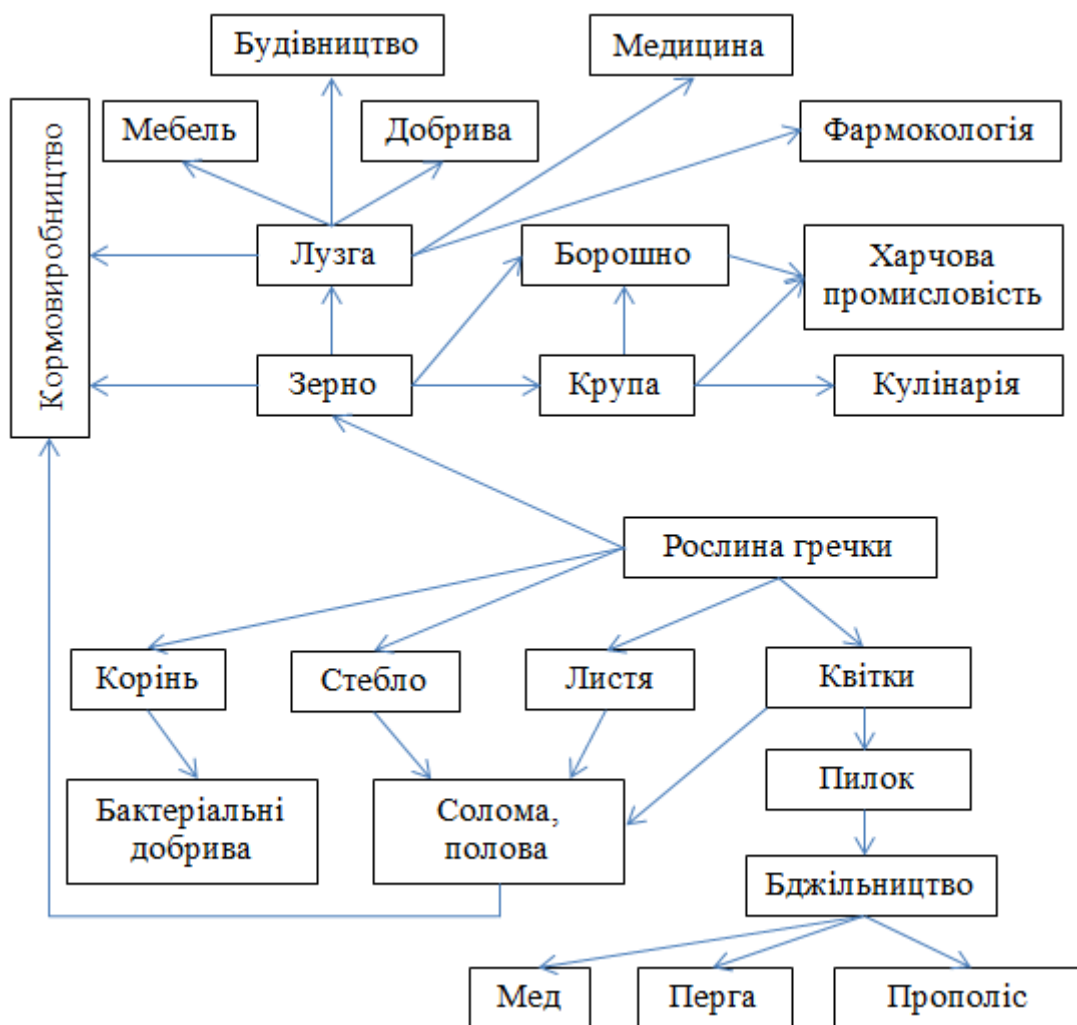 Будівництво
Медицина
Кормовиробництво
Мебель
Добрива
Фармокологія
Лузга
Борошно
Харчова
промисловість
Зерно
Крупа
Кулінарія
Рослина гречки
Корінь
Стебло
Листя
Квітки
Бактеріальні
добрива
Солома,
полова
Пилок
Бджільництво
Мед
Перга
Прополіс